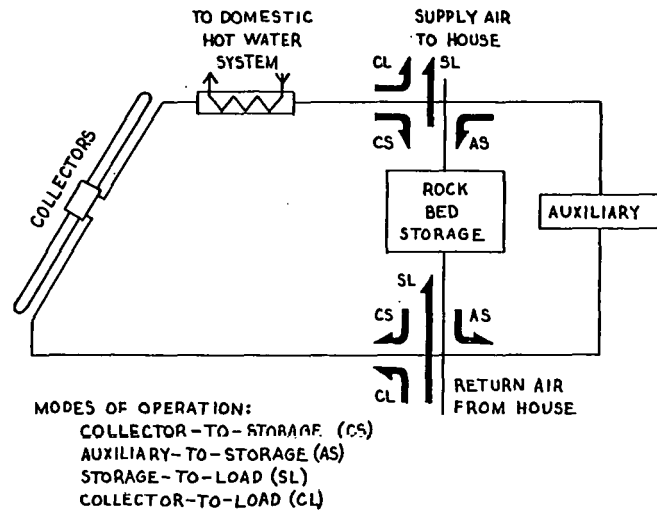 TO DOMESTIC
HOT WATER
SYSTEM
SUPPLY AIR
TO HOUSE
CL
SL
CS
AS
COLLECTORS
ROCK
BED
STORAGE
AUXILIARY
SL
CS
AS
CL
RETURN AIR
FROM HOUSE
MODES OF OPERATION:
COLLECTOR-TO-STORAGE (CS)
AUXILIARY-TO-STORAGE (AS)
STORAGE-TO-LOAD (SL)
COLLECTOR-TO-LOAD (CL)